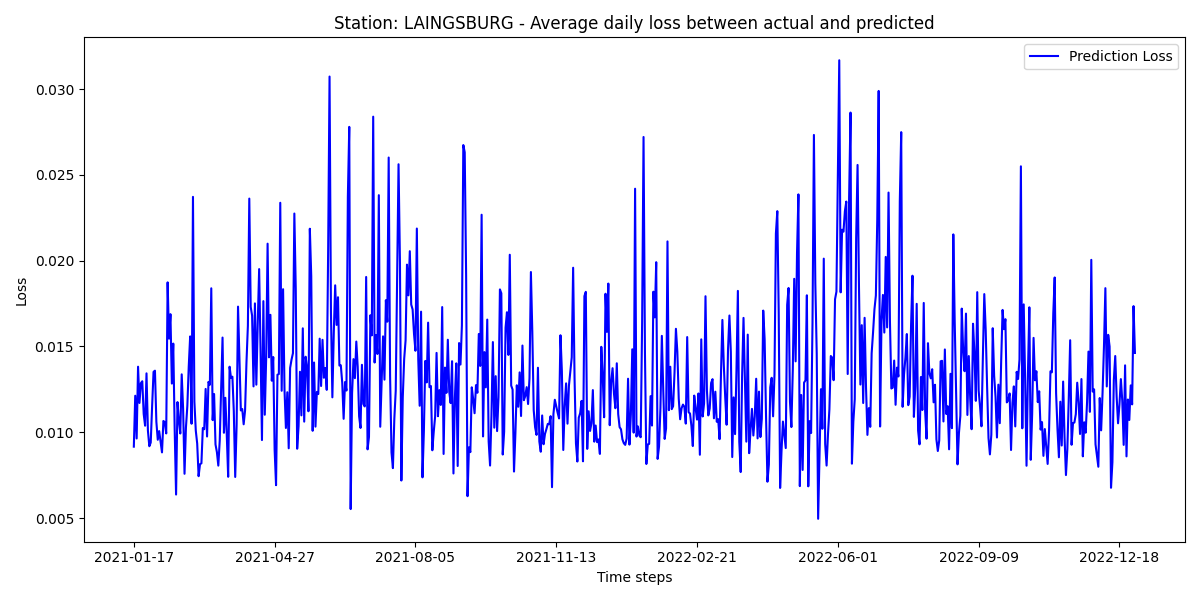 Station: LAINGSBURG - Average daily loss between actual and predicted
Prediction Loss
0.030
0.025
0.020
0.015
0.010
0.005
Loss
2021-01-17 2021-04-27 2021-08-05 2021-11-13 2022-02-21 2022-06-01 2022-09-09 2022-12-18
Time steps